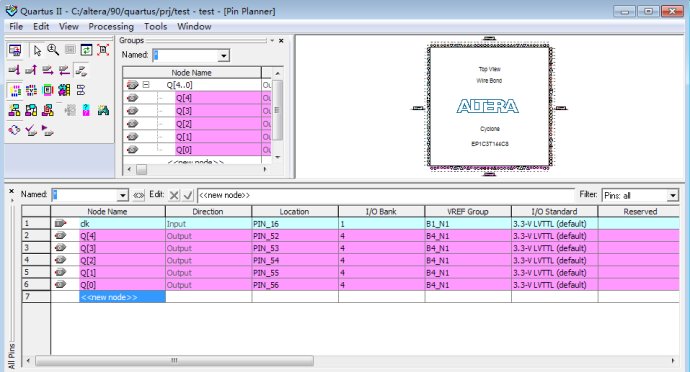 Quartus II - C:/altera/90/quartus/prj/test - test - [Pin Planner]
File Edit View Processing Tools Window
Groups
Named: *
Node Name
Q[4..0]
Q[4]
Q[3]
Q[2]
Q[1]
Q[0]
<<new node>>
Top View
Wire Bond
ALTERA
Cyclone
EP1C3T144C8
Named: * Edit: <<new node>> Filter: Pins: all
Node Name Direction Location I/O Bank VREF Group I/O Standard Reserved
1 clk Input PIN_16 1 B1_N1 3.3-V LVTTL (default)
2 Q[4] Output PIN_52 4 B4_N1 3.3-V LVTTL (default)
3 Q[3] Output PIN_53 4 B4_N1 3.3-V LVTTL (default)
4 Q[2] Output PIN_54 4 B4_N1 3.3-V LVTTL (default)
5 Q[1] Output PIN_55 4 B4_N1 3.3-V LVTTL (default)
6 Q[0] Output PIN_56 4 B4_N1 3.3-V LVTTL (default)
7 <<new node>>
All Pins